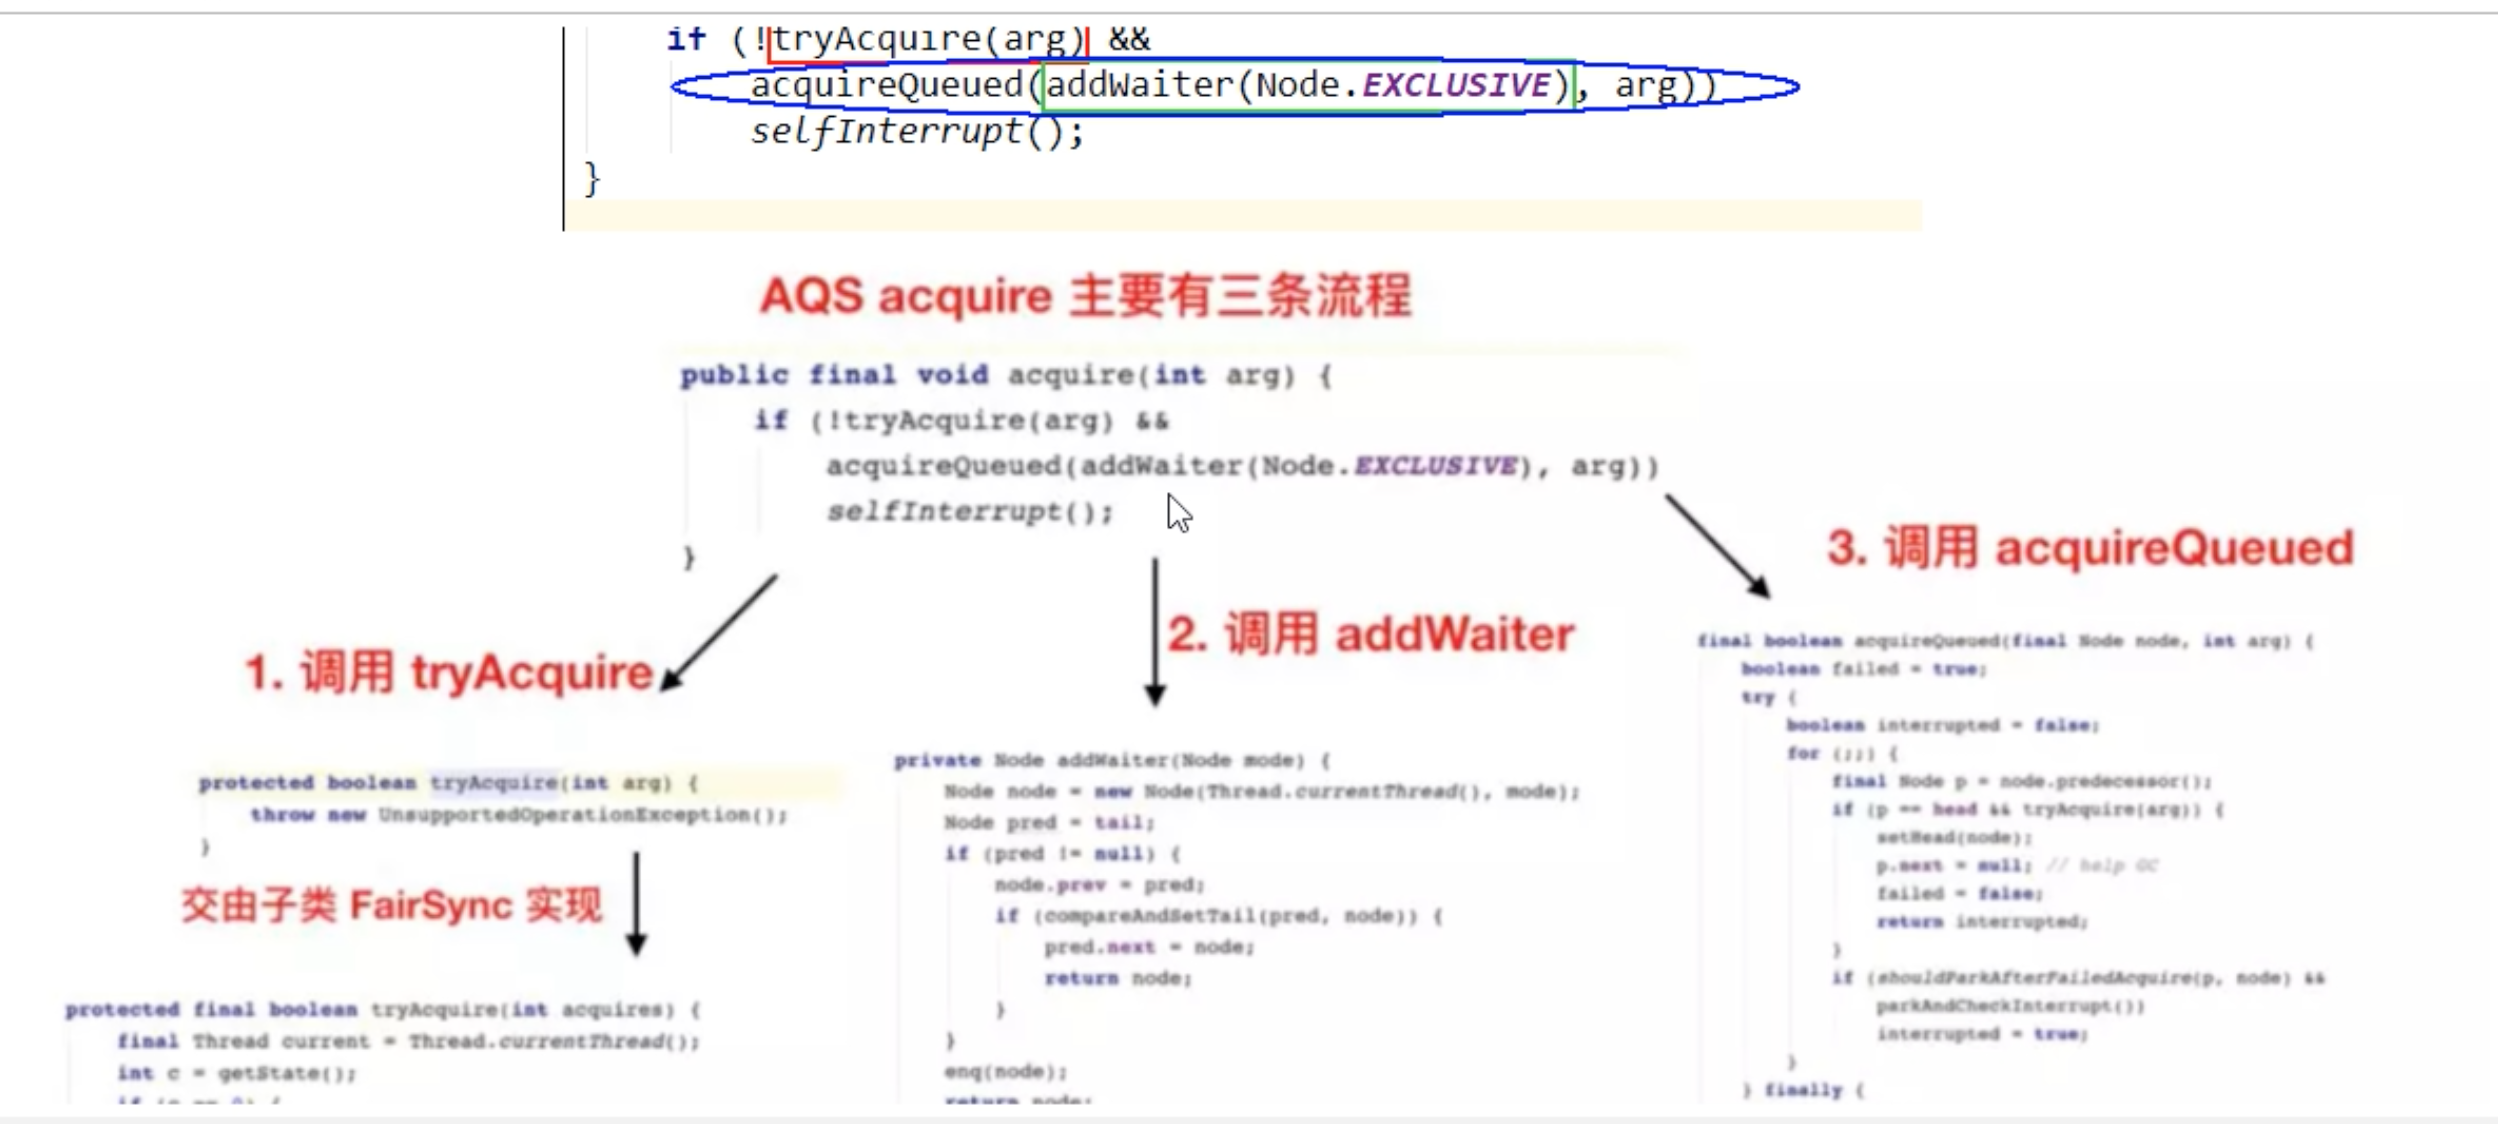 if (!tryAcquire(arg) &&
acquireQueued(addWaiter(Node.EXCLUSIVE), arg))
selfInterrupt();
}
AQS acquire 主要有三条流程
public final void acquire(int arg) {
if (!tryAcquire(arg) &&
acquireQueued(addWaiter(Node.EXCLUSIVE), arg))
selfInterrupt();
}
1. 调用 tryAcquire
protected boolean tryAcquire(int arg) {
throw new UnsupportedOperationException();
}
交由子类 FairSync 实现
protected final boolean tryAcquire(int acquires) {
final Thread current = Thread.currentThread();
int c = getState();
if (c == 0) {
2. 调用 addWaiter
private Node addWaiter(Node mode) {
Node node = new Node(Thread.currentThread(), mode);
Node pred = tail;
if (pred != null) {
node.prev = pred;
if (compareAndSetTail(pred, node)) {
pred.next = node;
return node;
}
}
enq(node);
return node;
3. 调用 acquireQueued
final boolean acquireQueued(final Node node, int arg) {
boolean failed = true;
try {
boolean interrupted = false;
for (;;) {
final Node p = node.predecessor();
if (p == head && tryAcquire(arg)) {
setHead(node);
p.next = null; // help GC
failed = false;
return interrupted;
}
if (shouldParkAfterFailedAcquire(p, node) &&
parkAndCheckInterrupt())
interrupted = true;
}
} finally {